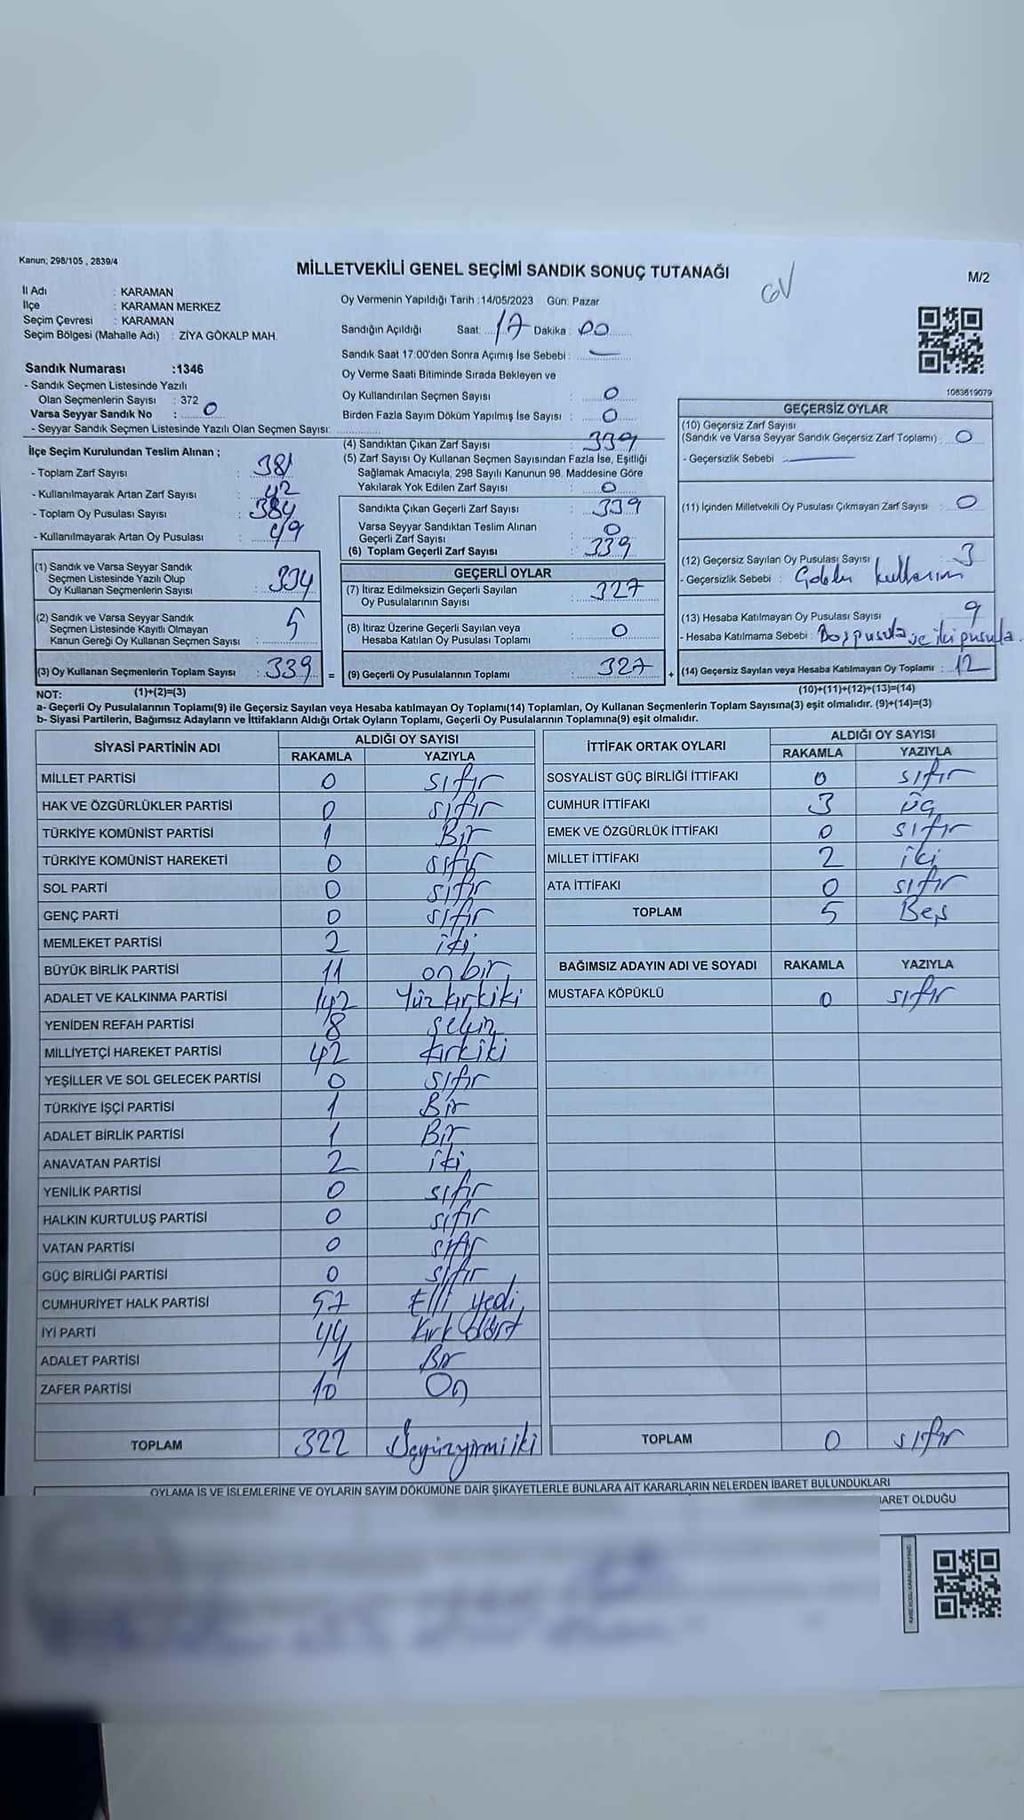 Kanun; 298/105 , 2839/4
MİLLETVEKİLİ GENEL SEÇİMİ SANDIK SONUÇ TUTANAĞI
M/2
İl Adı : KARAMAN
İlçe : KARAMAN MERKEZ
Seçim Çevresi : KARAMAN
Seçim Bölgesi (Mahalle Adı) : ZİYA GÖKALP MAH.
Sandık Numarası :1346
- Sandık Seçmen Listesinde Yazılı
Olan Seçmenlerin Sayısı : 372
Varsa Seyyar Sandık No : 0
- Seyyar Sandık Seçmen Listesinde Yazılı Olan Seçmen Sayısı:
Oy Vermenin Yapıldığı Tarih :14/05/2023 Gün: Pazar
Sandığın Açıldığı Saat: 17 Dakika : 00
Sandık Saat 17:00'den Sonra Açımış İse Sebebi :
Oy Verme Saati Bitiminde Sırada Bekleyen ve
Oy Kullandırılan Seçmen Sayısı : 0
Birden Fazla Sayım Döküm Yapılmış İse Sayısı : 0
1083619079
İlçe Seçim Kurulundan Teslim Alınan ;
- Toplam Zarf Sayısı : 381
- Kullanılmayarak Artan Zarf Sayısı : 42
- Toplam Oy Pusulası Sayısı : 384
- Kullanılmayarak Artan Oy Pusulası :
(4) Sandıktan Çıkan Zarf Sayısı : 339
(5) Zarf Sayısı Oy Kullanan Seçmen Sayısından Fazla İse, Eşitliği
Sağlamak Amacıyla, 298 Sayılı Kanunun 98. Maddesine Göre
Yakılarak Yok Edilen Zarf Sayısı : 0
Sandıkta Çıkan Geçerli Zarf Sayısı : 339
Varsa Seyyar Sandıktan Teslim Alınan
Geçerli Zarf Sayısı : 0
(6) Toplam Geçerli Zarf Sayısı : 339
GEÇERSİZ OYLAR
(10) Geçersiz Zarf Sayısı
(Sandık ve Varsa Seyyar Sandık Geçersiz Zarf Toplamı) : 0
- Geçersizlik Sebebi :
(11) İçinden Milletvekili Oy Pusulası Çıkmayan Zarf Sayısı : 0
(12) Geçersiz Sayılan Oy Pusulası Sayısı : 3
- Geçersizlik Sebebi : kullanım
(13) Hesaba Katılmayan Oy Pusulası Sayısı : 9
- Hesaba Katılmama Sebebi : Boş pusula ve iki pusula
(14) Geçersiz Sayılan veya Hesaba Katılmayan Oy Toplamı : 12
(10)+(11)+(12)+(13)=(14)
(1) Sandık ve Varsa Seyyar Sandık
Seçmen Listesinde Yazılı Olup
Oy Kullanan Seçmenlerin Sayısı : 334
(2) Sandık ve Varsa Seyyar Sandık
Seçmen Listesinde Kayıtlı Olmayan
Kanun Gereği Oy Kullanan Seçmen Sayısı : 5
(3) Oy Kullanan Seçmenlerin Toplam Sayısı : 339 =
GEÇERLİ OYLAR
(7) İtiraz Edilmeksizin Geçerli Sayılan
Oy Pusulalarının Sayısı : 327
(8) İtiraz Üzerine Geçerli Sayılan veya
Hesaba Katılan Oy Pusulası Toplamı : 0
(9) Geçerli Oy Pusulalarının Toplamı : 327 +
NOT: (1)+(2)=(3)
a- Geçerli Oy Pusulalarının Toplamı(9) ile Geçersiz Sayılan veya Hesaba katılmayan Oy Toplamı(14) Toplamları, Oy Kullanan Seçmenlerin Toplam Sayısına(3) eşit olmalıdır. (9)+(14)=(3)
b- Siyasi Partilerin, Bağımsız Adayların ve İttifakların Aldığı Ortak Oyların Toplamı, Geçerli Oy Pusulalarının Toplamına(9) eşit olmalıdır.
SİYASİ PARTİNİN ADI ALDIĞI OY SAYISI
RAKAMLA YAZIYLA
MİLLET PARTİSİ 0 sıfır
HAK VE ÖZGÜRLÜKLER PARTİSİ 0 sıfır
TÜRKİYE KOMÜNİST PARTİSİ 1 Bir
TÜRKİYE KOMÜNİST HAREKETİ 0 sıfır
SOL PARTİ 0 sıfır
GENÇ PARTİ 0 sıfır
MEMLEKET PARTİSİ 2 iki
BÜYÜK BİRLİK PARTİSİ 11 on bir
ADALET VE KALKINMA PARTİSİ 142 Yüz kırkiki
YENİDEN REFAH PARTİSİ 8 sekiz
MİLLİYETÇİ HAREKET PARTİSİ 42 kırkiki
YEŞİLLER VE SOL GELECEK PARTİSİ 0 sıfır
TÜRKİYE İŞÇİ PARTİSİ 1 Bir
ADALET BİRLİK PARTİSİ 1 Bir
ANAVATAN PARTİSİ 2 iki
YENİLİK PARTİSİ 0 sıfır
HALKIN KURTULUŞ PARTİSİ 0 sıfır
VATAN PARTİSİ 0 sıfır
GÜÇ BİRLİĞİ PARTİSİ 0 sıfır
CUMHURİYET HALK PARTİSİ 57 Elli yedi
İYİ PARTİ 44 Kırk dört
ADALET PARTİSİ 1 Bir
ZAFER PARTİSİ 10 On
TOPLAM 322 Üçyüzyirmiiki
İTTİFAK ORTAK OYLARI ALDIĞI OY SAYISI
RAKAMLA YAZIYLA
SOSYALİST GÜÇ BİRLİĞİ İTTİFAKI 0 sıfır
CUMHUR İTTİFAKI 3 üç
EMEK VE ÖZGÜRLÜK İTTİFAKI 0 sıfır
MİLLET İTTİFAKI 2 iki
ATA İTTİFAKI 0 sıfır
TOPLAM 5 Beş
BAĞIMSIZ ADAYIN ADI VE SOYADI RAKAMLA YAZIYLA
MUSTAFA KÖPÜKLÜ 0 sıfır
TOPLAM 0 sıfır
OYLAMA İŞ VE İŞLEMLERİNE VE OYLARIN SAYIM DÖKÜMÜNE DAİR ŞİKAYETLERLE BUNLARA AİT KARARLARIN NELERDEN İBARET BULUNDUKLARI
BARET OLDUĞU